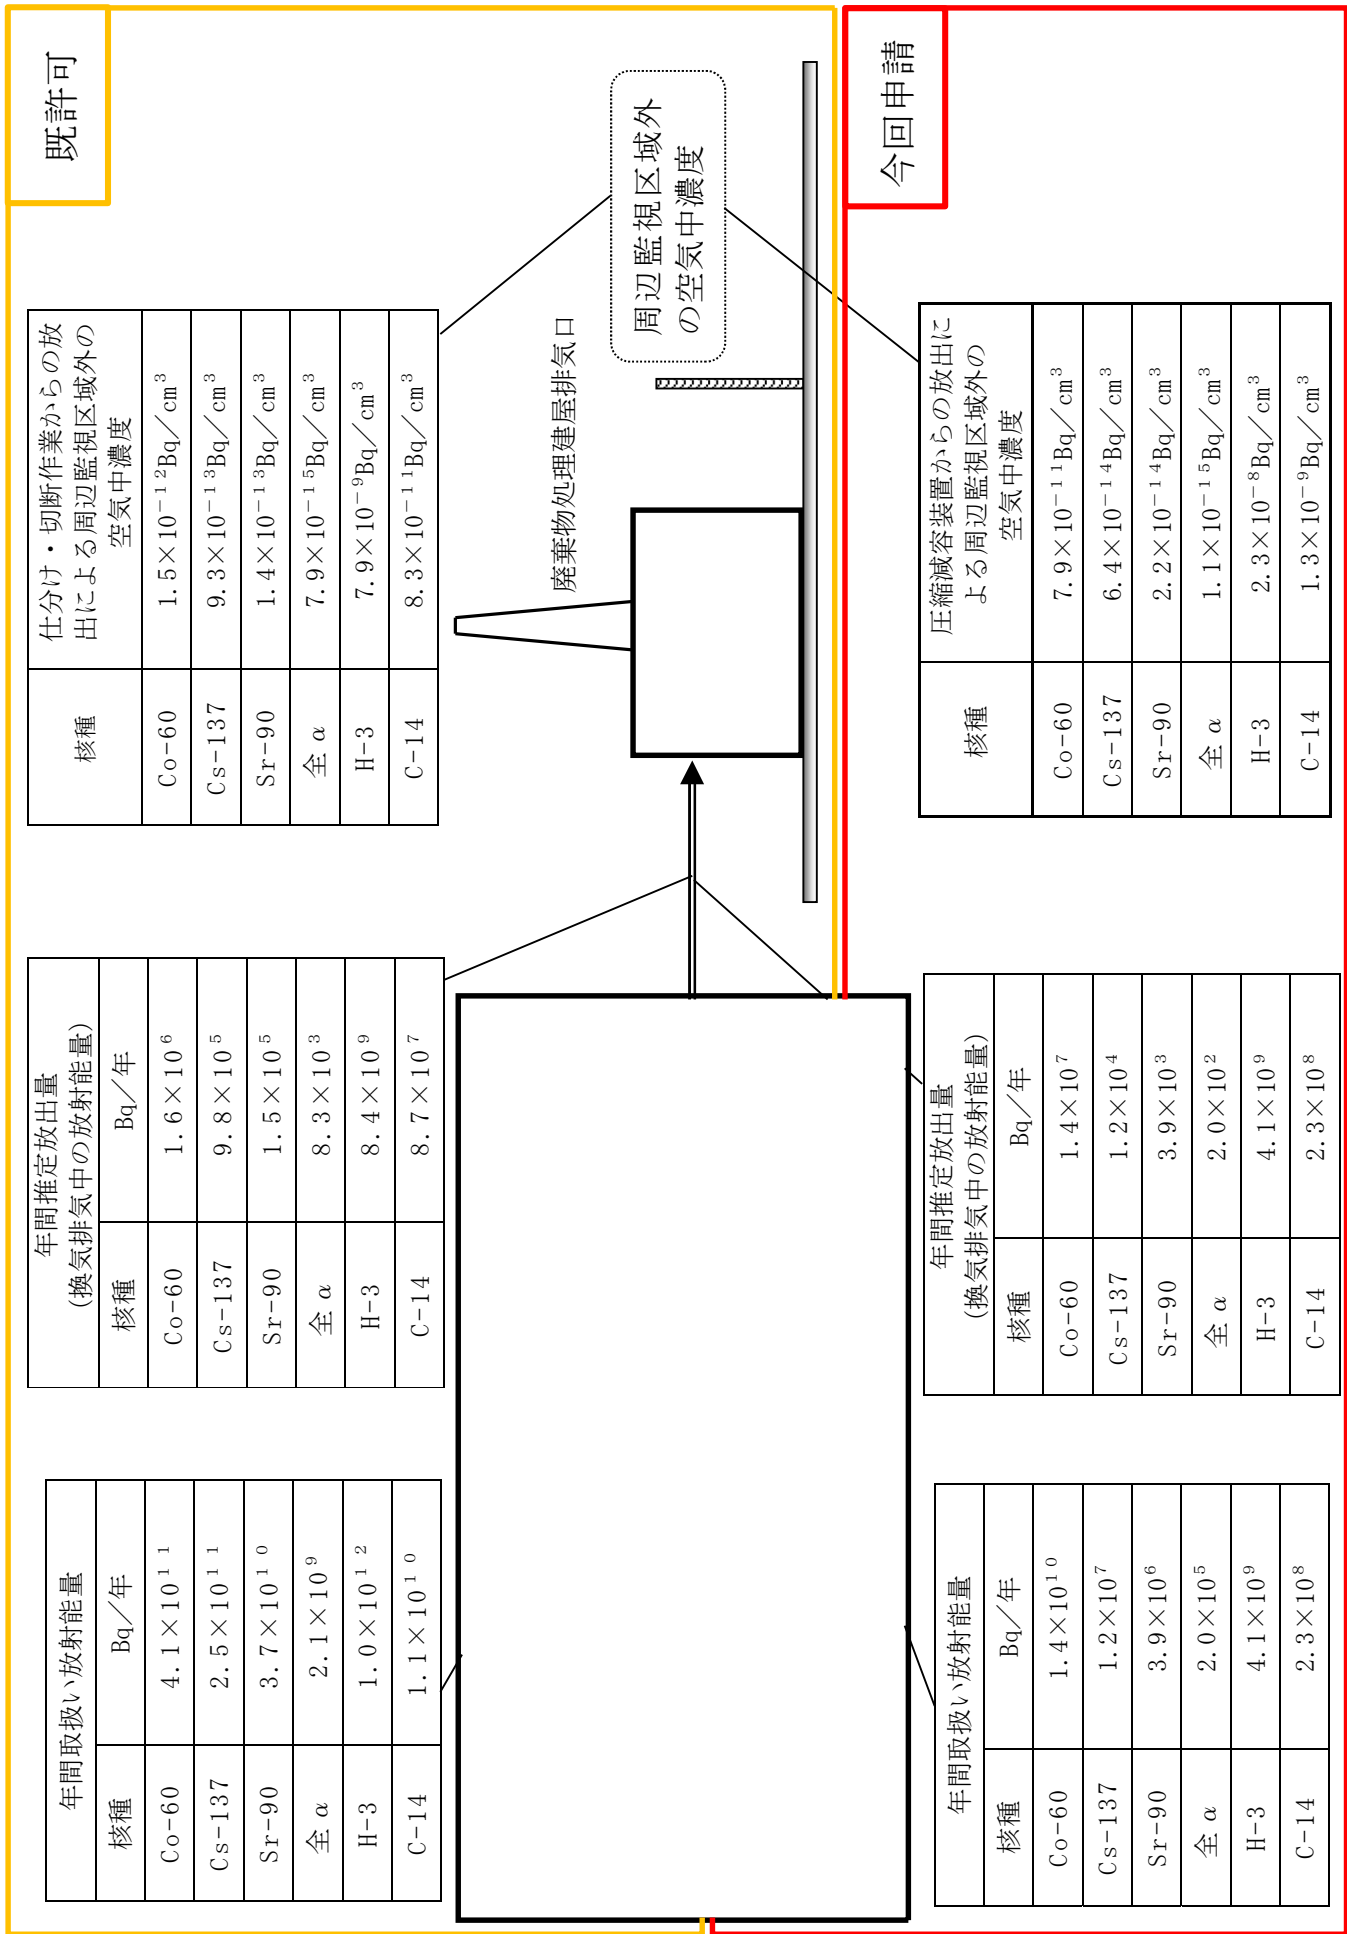 既許可
年間取扱い放射能量
核種 Bq／年
Co-60 4.1×10¹¹
Cs-137 2.5×10¹¹
Sr-90 3.7×10¹⁰
全α 2.1×10⁹
H-3 1.0×10¹²
C-14 1.1×10¹⁰
年間推定放出量
(換気排気中の放射能量)
核種 Bq／年
Co-60 1.6×10⁶
Cs-137 9.8×10⁵
Sr-90 1.5×10⁵
全α 8.3×10³
H-3 8.4×10⁹
C-14 8.7×10⁷
核種 仕分け・切断作業からの放
出による周辺監視区域外の
空気中濃度
Co-60 1.5×10⁻¹²Bq／cm³
Cs-137 9.3×10⁻¹³Bq／cm³
Sr-90 1.4×10⁻¹³Bq／cm³
全α 7.9×10⁻¹⁵Bq／cm³
H-3 7.9×10⁻⁹Bq／cm³
C-14 8.3×10⁻¹¹Bq／cm³
廃棄物処理建屋排気口
周辺監視区域外
の空気中濃度
今回申請
年間取扱い放射能量
核種 Bq／年
Co-60 1.4×10¹⁰
Cs-137 1.2×10⁷
Sr-90 3.9×10⁶
全α 2.0×10⁵
H-3 4.1×10⁹
C-14 2.3×10⁸
年間推定放出量
(換気排気中の放射能量)
核種 Bq／年
Co-60 1.4×10⁷
Cs-137 1.2×10⁴
Sr-90 3.9×10³
全α 2.0×10²
H-3 4.1×10⁹
C-14 2.3×10⁸
核種 圧縮減容装置からの放出に
よる周辺監視区域外の
空気中濃度
Co-60 7.9×10⁻¹¹Bq／cm³
Cs-137 6.4×10⁻¹⁴Bq／cm³
Sr-90 2.2×10⁻¹⁴Bq／cm³
全α 1.1×10⁻¹⁵Bq／cm³
H-3 2.3×10⁻⁸Bq／cm³
C-14 1.3×10⁻⁹Bq／cm³